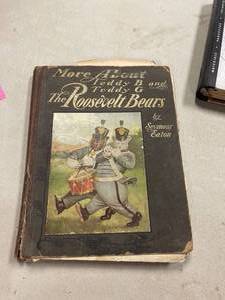 More About
Teddy B and
Teddy G
The Roosevelt Bears
by
Seymour
Eaton